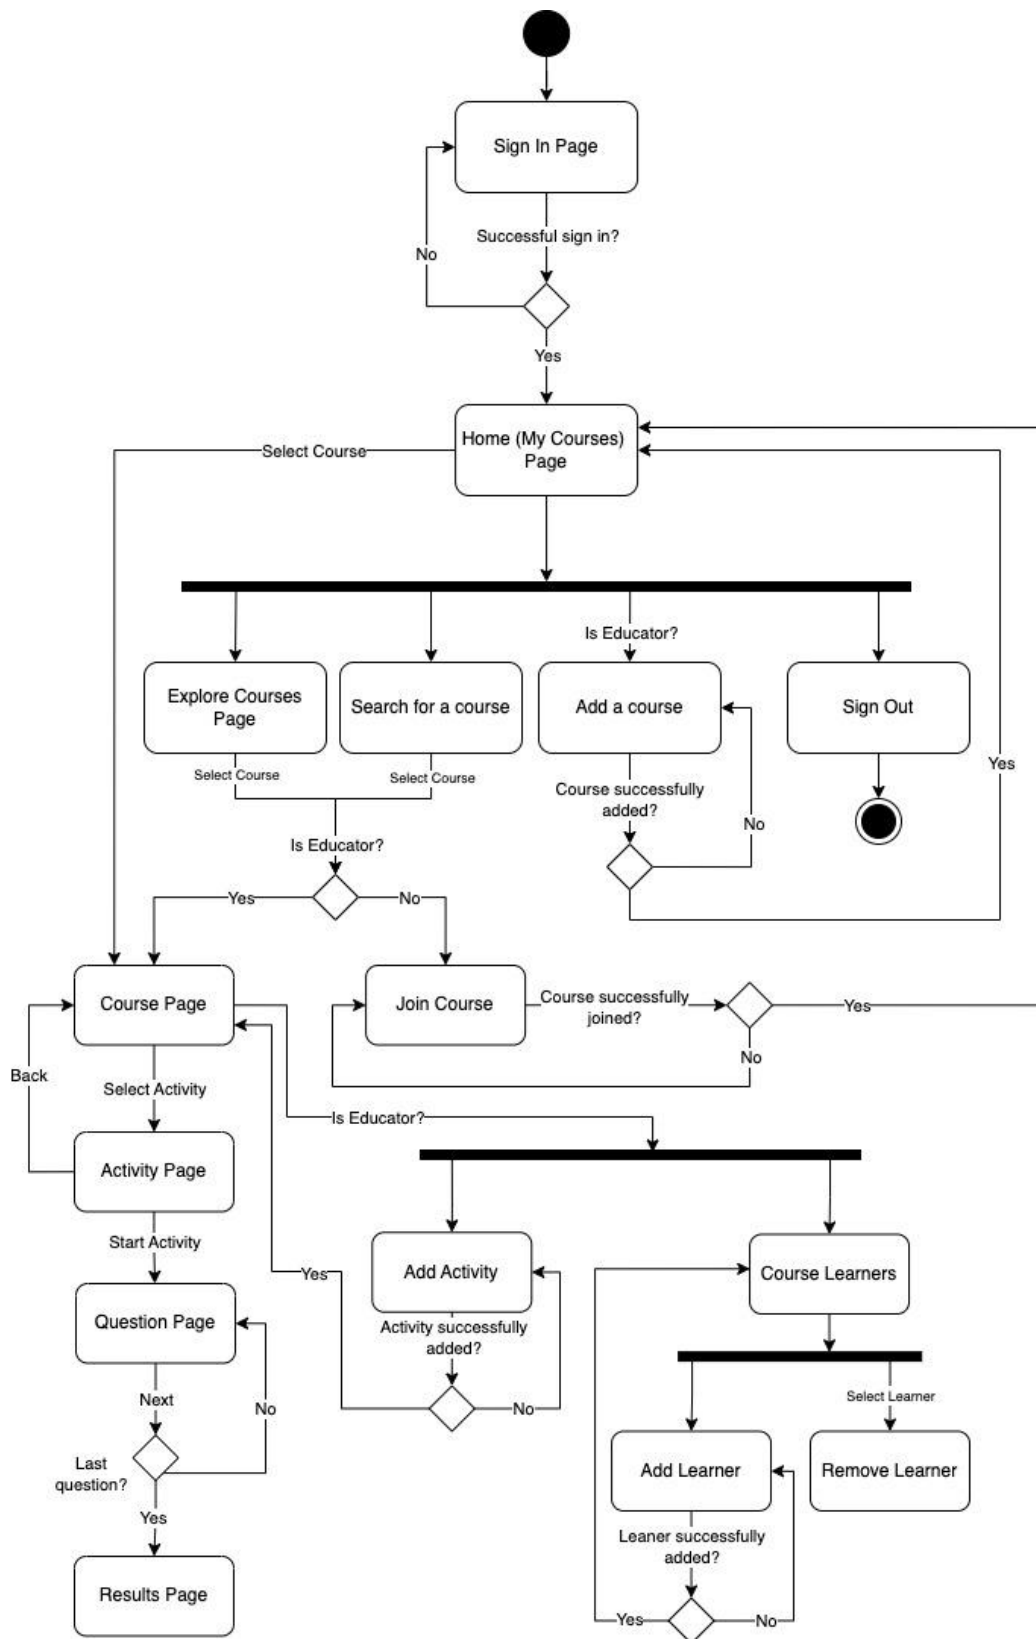 Sign In Page
Successful sign in?
No
Yes
Home (My Courses)
Page
Select Course
Is Educator?
Explore Courses
Page
Search for a course
Add a course
Sign Out
Select Course
Select Course
Course successfully
added?
Yes
No
Is Educator?
Yes
No
Course Page
Join Course
Course successfully
joined?
Yes
No
Back
Select Activity
Is Educator?
Activity Page
Start Activity
Add Activity
Course Learners
Yes
Question Page
Activity successfully
added?
Next
No
No
Select Learner
Last
question?
Add Learner
Remove Learner
Yes
Leaner successfully
added?
Results Page
Yes
No